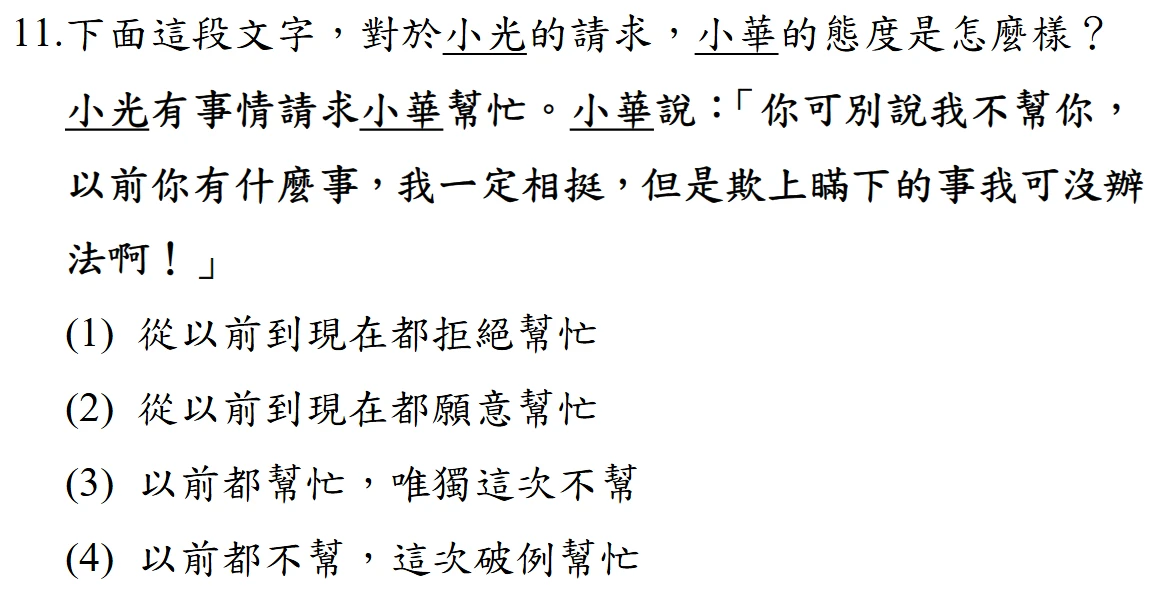 11.下面這段文字，對於小光的請求，小華的態度是怎麼樣？
小光有事情請求小華幫忙。小華說：「你可別說我不幫你，
以前你有什麼事，我一定相挺，但是欺上瞞下的事我可沒辦
法啊！」
(1) 從以前到現在都拒絕幫忙
(2) 從以前到現在都願意幫忙
(3) 以前都幫忙，唯獨這次不幫
(4) 以前都不幫，這次破例幫忙